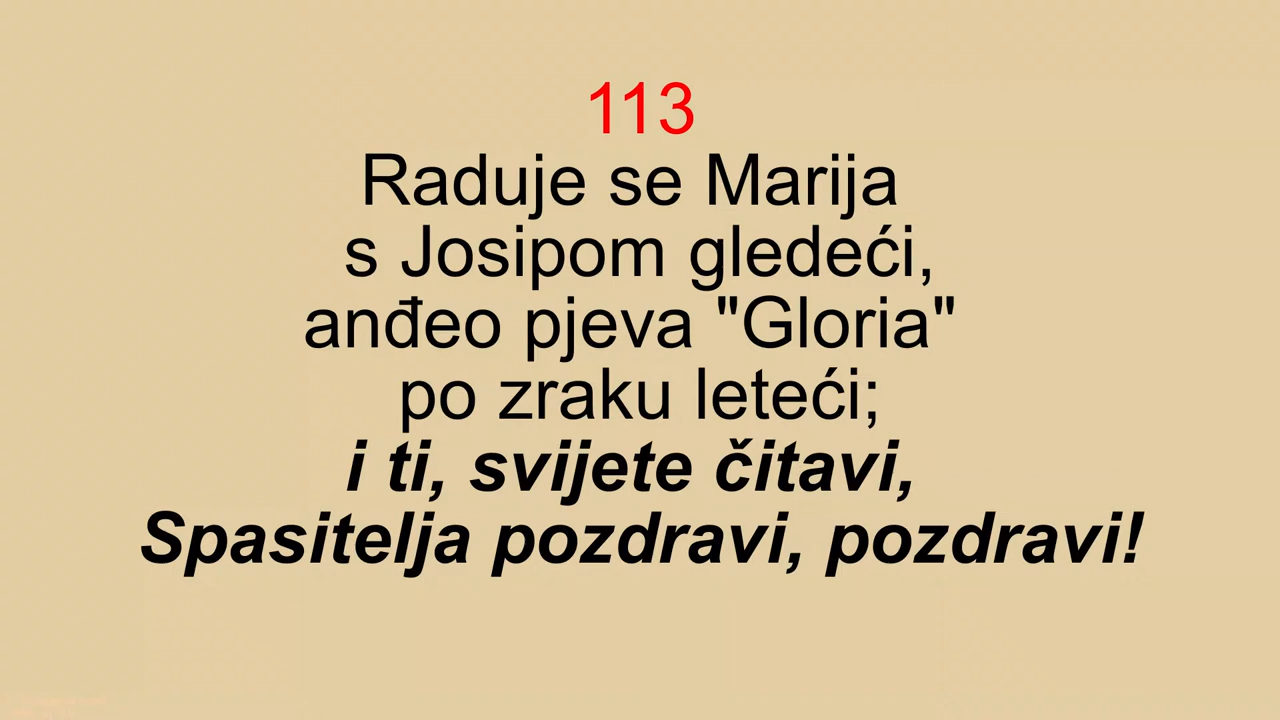 113
Raduje se Marija
s Josipom gledeći,
anđeo pjeva "Gloria"
po zraku leteći;
i ti, svijete čitavi,
Spasitelja pozdravi, pozdravi!